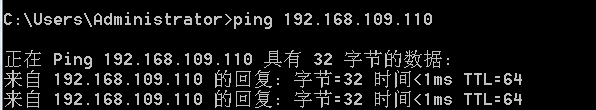 C:\Users\Administrator>ping 192.168.109.110
正在 Ping 192.168.109.110 具有 32 字节的数据:
来自 192.168.109.110 的回复: 字节=32 时间<1ms TTL=64
来自 192.168.109.110 的回复: 字节=32 时间<1ms TTL=64